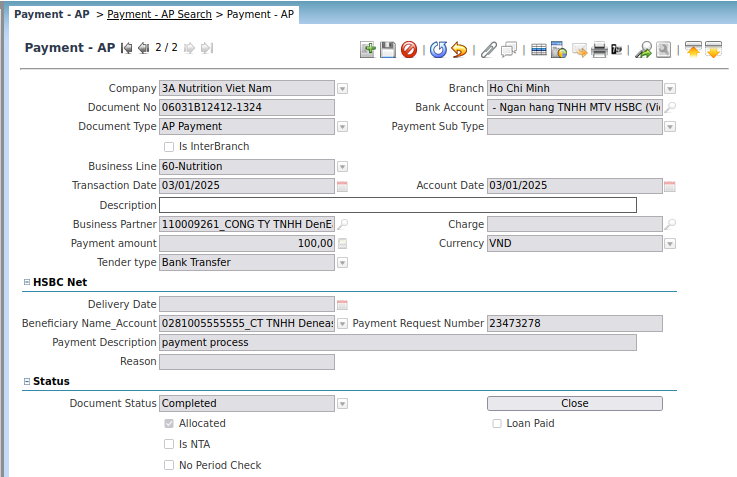 Payment - AP > Payment - AP Search > Payment - AP
Payment - AP 2 / 2
Company 3A Nutrition Viet Nam Branch Ho Chi Minh
Document No 06031B12412-1324 Bank Account - Ngan hang TNHH MTV HSBC (Vi
Document Type AP Payment Payment Sub Type
Is InterBranch
Business Line 60-Nutrition
Transaction Date 03/01/2025 Account Date 03/01/2025
Description
Business Partner 110009261_CONG TY TNHH DenE Charge
Payment amount 100,00 Currency VND
Tender type Bank Transfer
HSBC Net
Delivery Date
Beneficiary Name_Account 0281005555555_CT TNHH Deneas Payment Request Number 23473278
Payment Description payment process
Reason
Status
Document Status Completed Close
Allocated Loan Paid
Is NTA
No Period Check